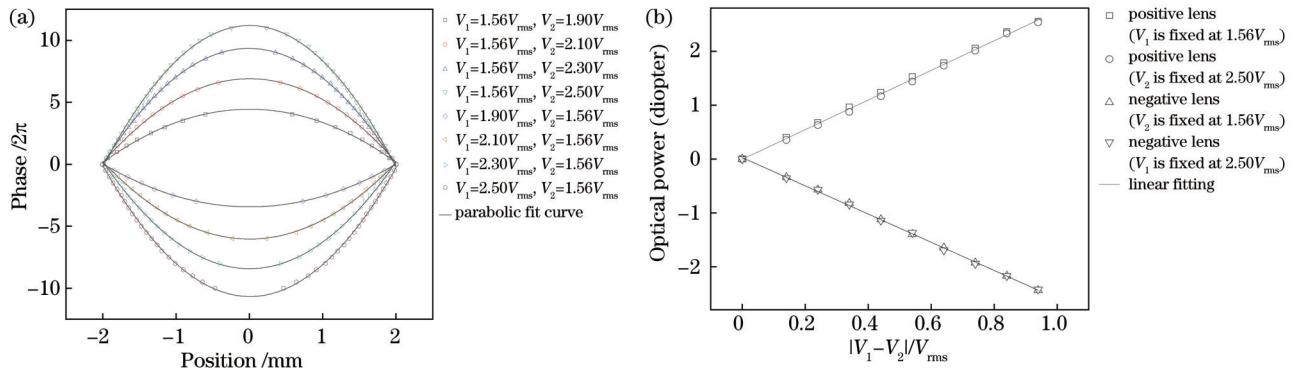 (a)
10
5
0
−5
−10
Phase /2π
−2
−1
0
1
2
Position /mm
V1=1.56Vrms, V2=1.90Vrms
V1=1.56Vrms, V2=2.10Vrms
V1=1.56Vrms, V2=2.30Vrms
V1=1.56Vrms, V2=2.50Vrms
V1=1.90Vrms, V2=1.56Vrms
V1=2.10Vrms, V2=1.56Vrms
V1=2.30Vrms, V2=1.56V
V1=2.50Vrms, V2=1.56Vrms
parabolic fit curve
(b)
2
1
0
−1
−2
Optical power (diopter)
0
0.2
0.4
0.6
0.8
1.0
|V1−V2|/Vrms
positive lens
(V1 is fixed at 1.56Vrms)
positive lens
(V2 is fixed at 2.50Vrms)
negative lens
(V2 is fixed at 1.56Vrms)
negative lens
(V1 is fixed at 2.50Vrms)
linear fitting